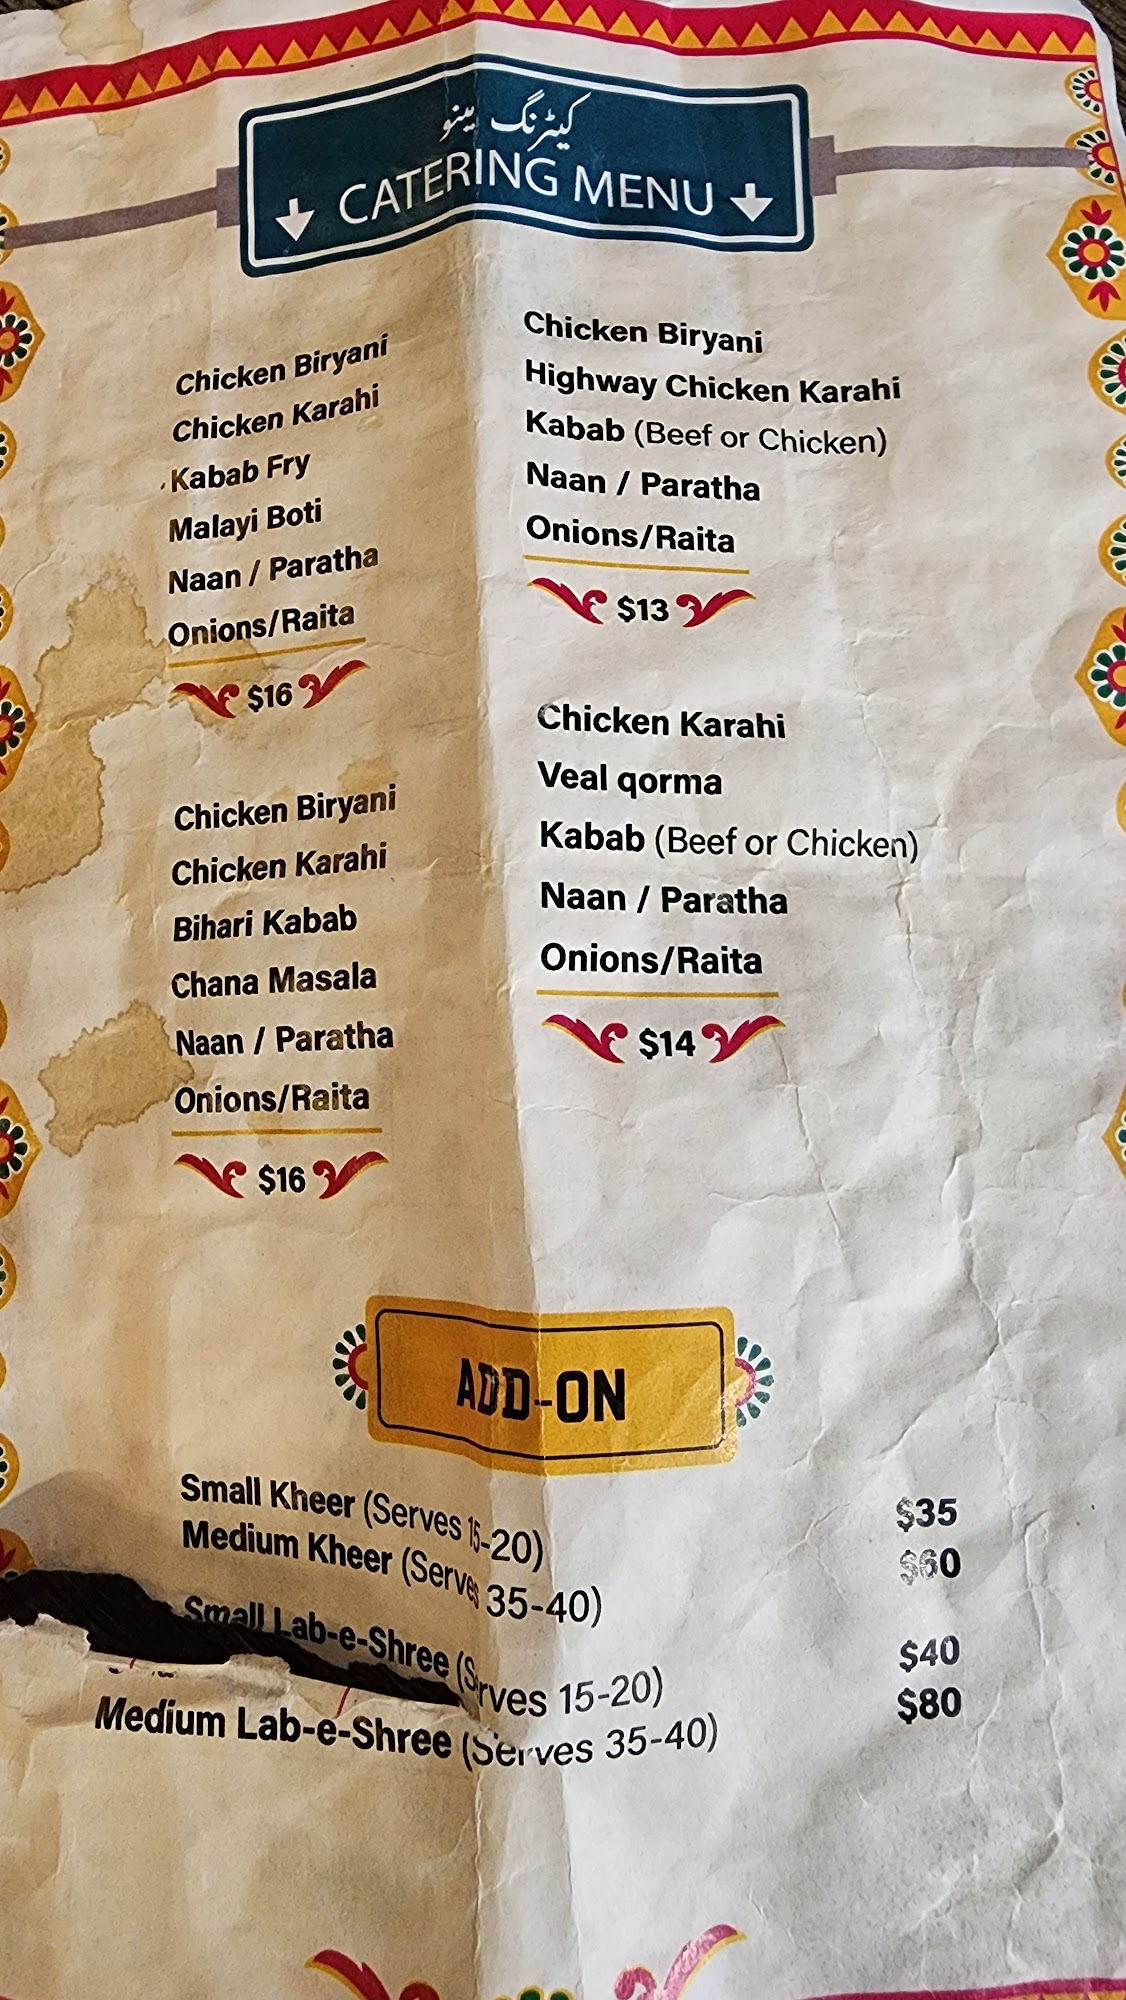 کیٹرنگ مینو
CATERING MENU
Chicken Biryani
Chicken Karahi
Kabab Fry
Malayi Boti
Naan / Paratha
Onions/Raita
$16
Chicken Biryani
Highway Chicken Karahi
Kabab (Beef or Chicken)
Naan / Paratha
Onions/Raita
$13
Chicken Biryani
Chicken Karahi
Bihari Kabab
Chana Masala
Naan / Paratha
Onions/Raita
$16
Chicken Karahi
Veal qorma
Kabab (Beef or Chicken)
Naan / Paratha
Onions/Raita
$14
ADD-ON
Small Kheer (Serves 15-20) $35
Medium Kheer (Serves 35-40) $60
Small Lab-e-Shree (Serves 15-20) $40
Medium Lab-e-Shree (Serves 35-40) $80